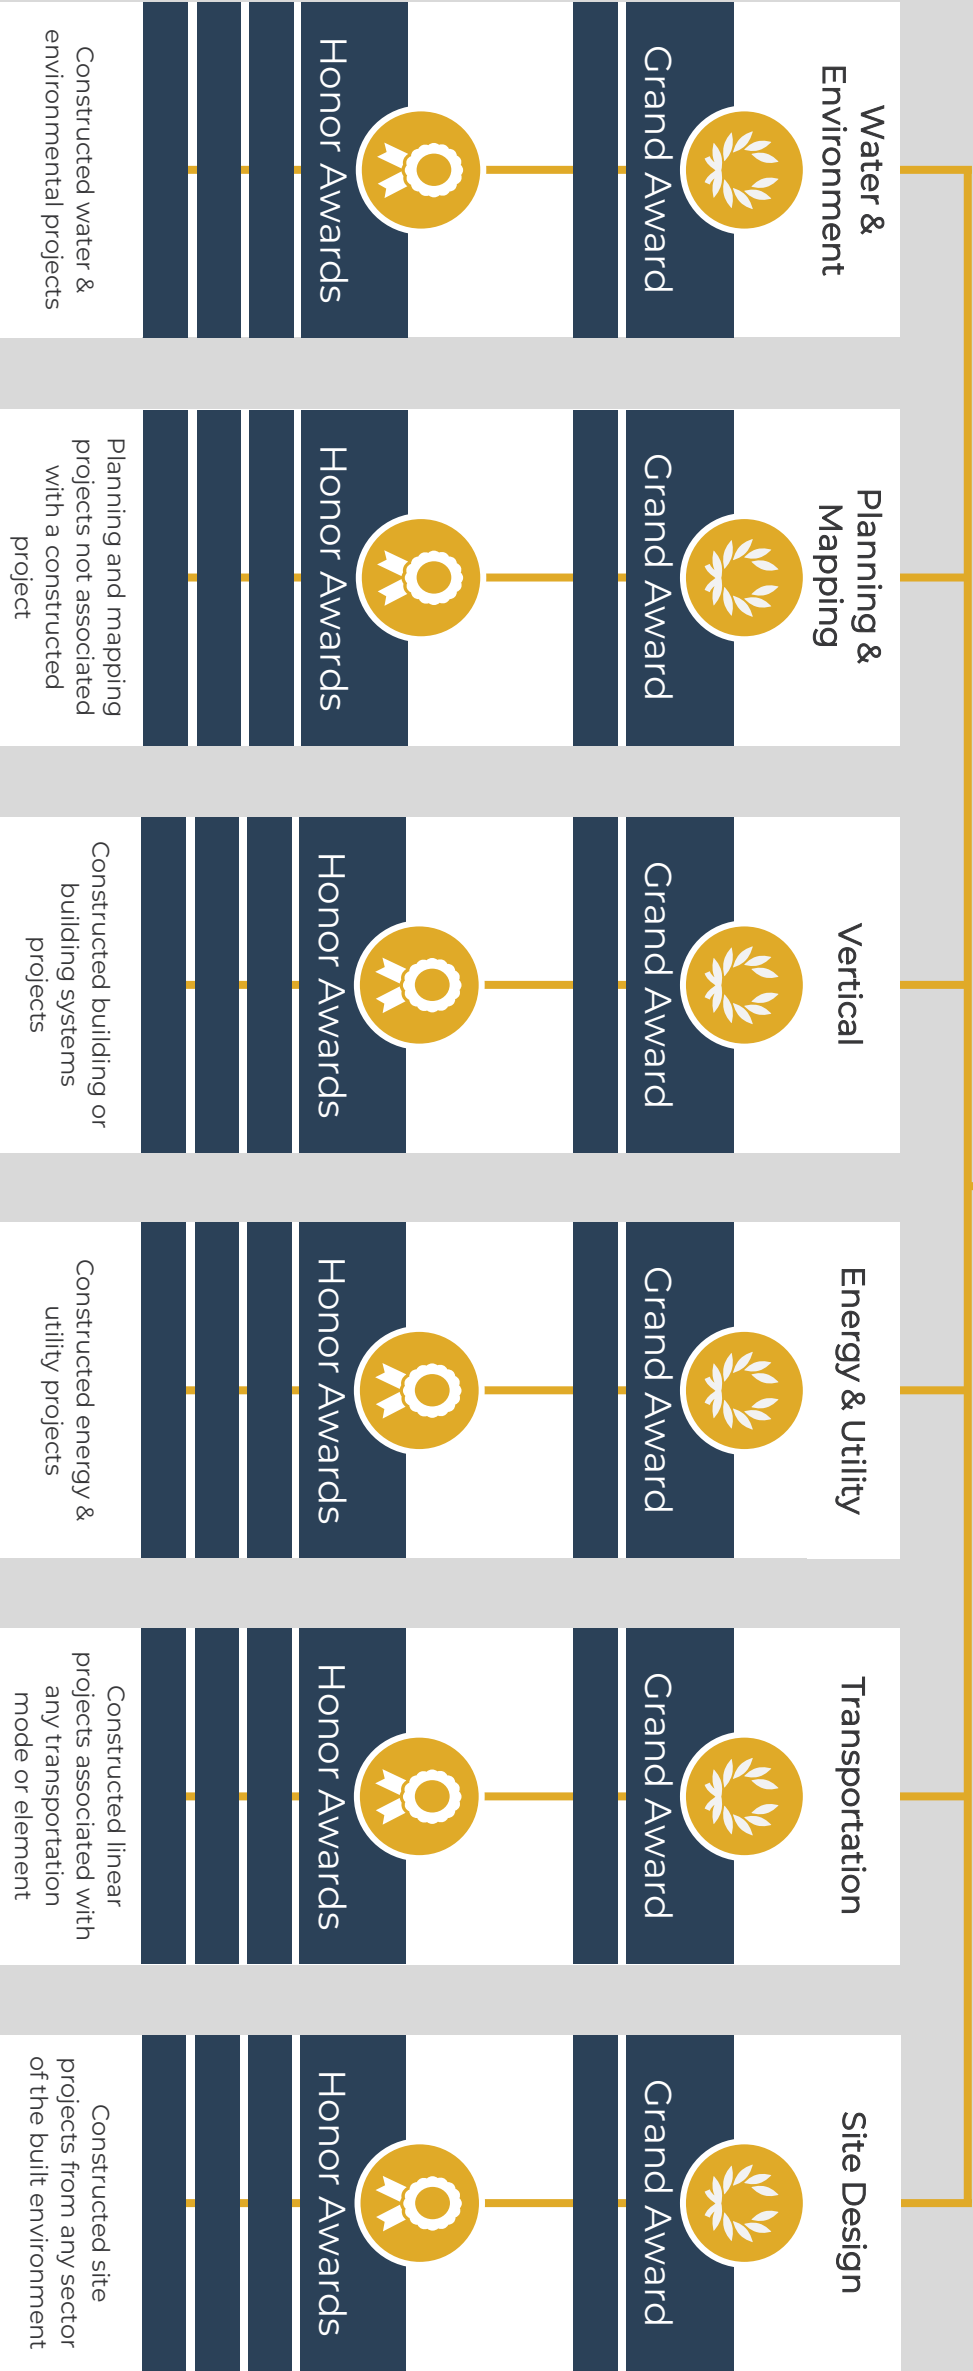 Water &
Environment
Grand Award
Honor Awards
Constructed water &
environmental projects
Planning &
Mapping
Grand Award
Honor Awards
Planning and mapping
projects not associated
with a constructed
project
Vertical
Grand Award
Honor Awards
Constructed building or
building systems
projects
Energy & Utility
Grand Award
Honor Awards
Constructed energy &
utility projects
Transportation
Grand Award
Honor Awards
Constructed linear
projects associated with
any transportation
mode or element
Site Design
Grand Award
Honor Awards
Constructed site
projects from any sector
of the built environment